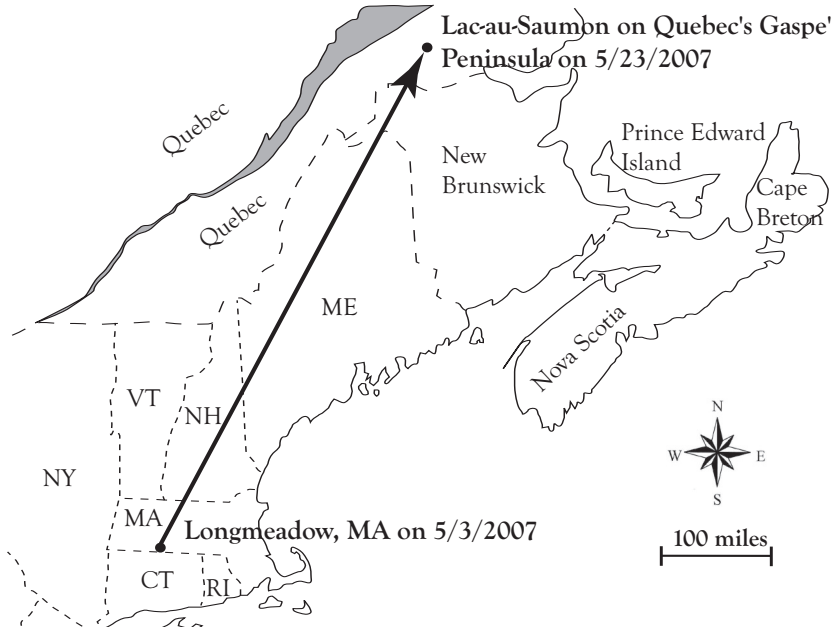 Lac-au-Saumon on Quebec's Gaspe'
Peninsula on 5/23/2007
Quebec
Quebec
New
Brunswick
Prince Edward
Island
Cape
Breton
ME
Nova Scotia
VT
NH
NY
MA
Longmeadow, MA on 5/3/2007
CT
RI
N
W
E
S
100 miles